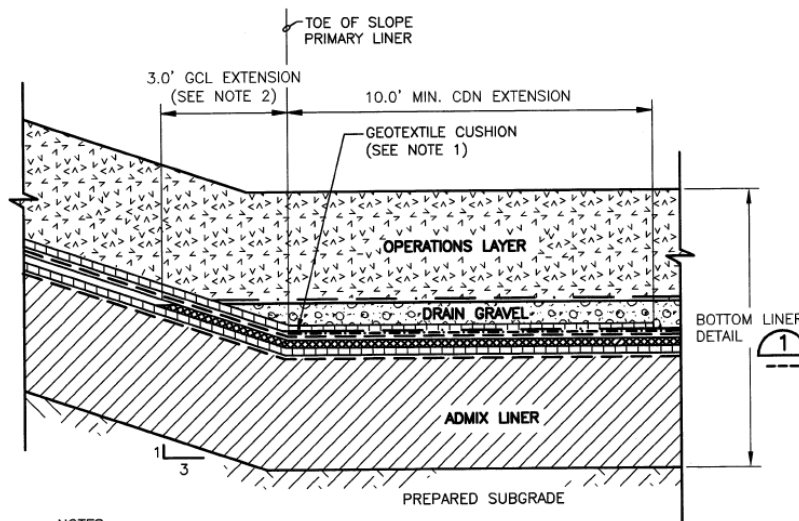 TOE OF SLOPE
PRIMARY LINER
3.0' GCL EXTENSION
(SEE NOTE 2)
10.0' MIN. CDN EXTENSION
GEOTEXTILE CUSHION
(SEE NOTE 1)
OPERATIONS LAYER
DRAIN GRAVEL
BOTTOM LINER
DETAIL
1
ADMIX LINER
1
3
PREPARED SUBGRADE